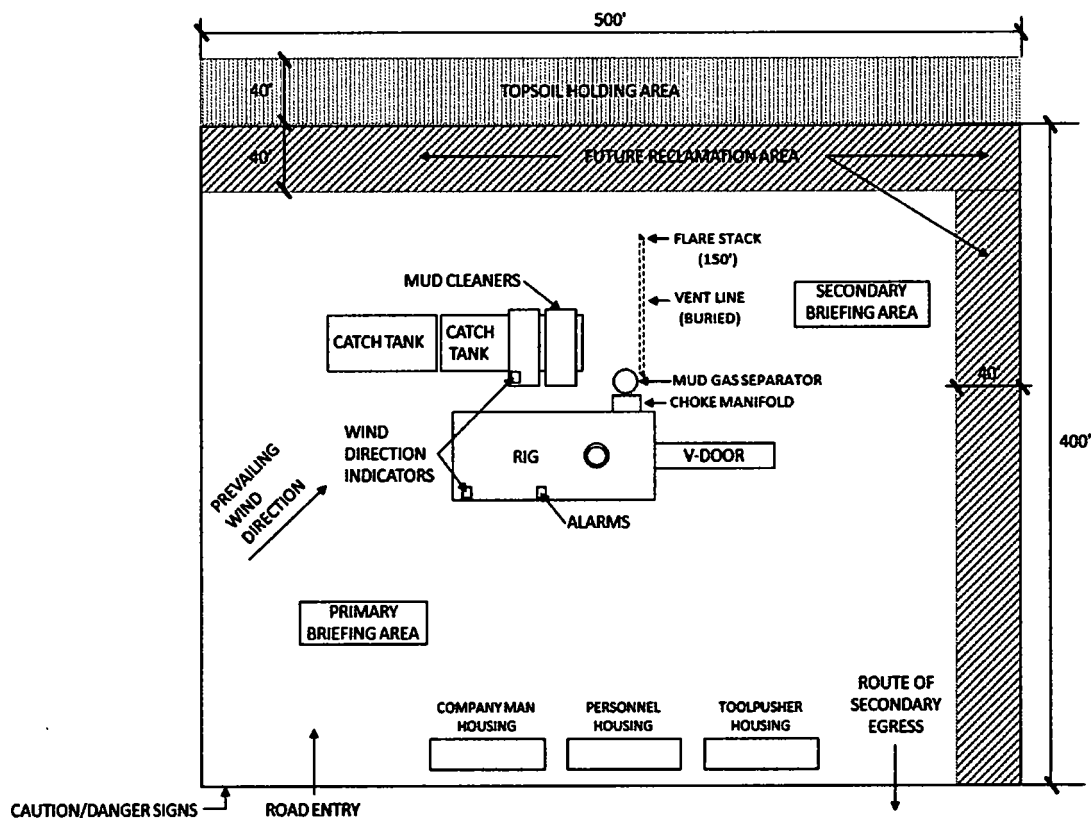 500'
40'
TOPSOIL HOLDING AREA
40'
FUTURE RECLAMATION AREA
FLARE STACK
(150')
MUD CLEANERS
VENT LINE
(BURIED)
SECONDARY
BRIEFING AREA
CATCH TANK
CATCH
TANK
MUD GAS SEPARATOR
40'
CHOKE MANIFOLD
400'
WIND
DIRECTION
INDICATORS
RIG
V-DOOR
PREVAILING
WIND
DIRECTION
ALARMS
PRIMARY
BRIEFING AREA
ROUTE OF
SECONDARY
EGRESS
COMPANY MAN
HOUSING
PERSONNEL
HOUSING
TOOLPUSHER
HOUSING
CAUTION/DANGER SIGNS
ROAD ENTRY